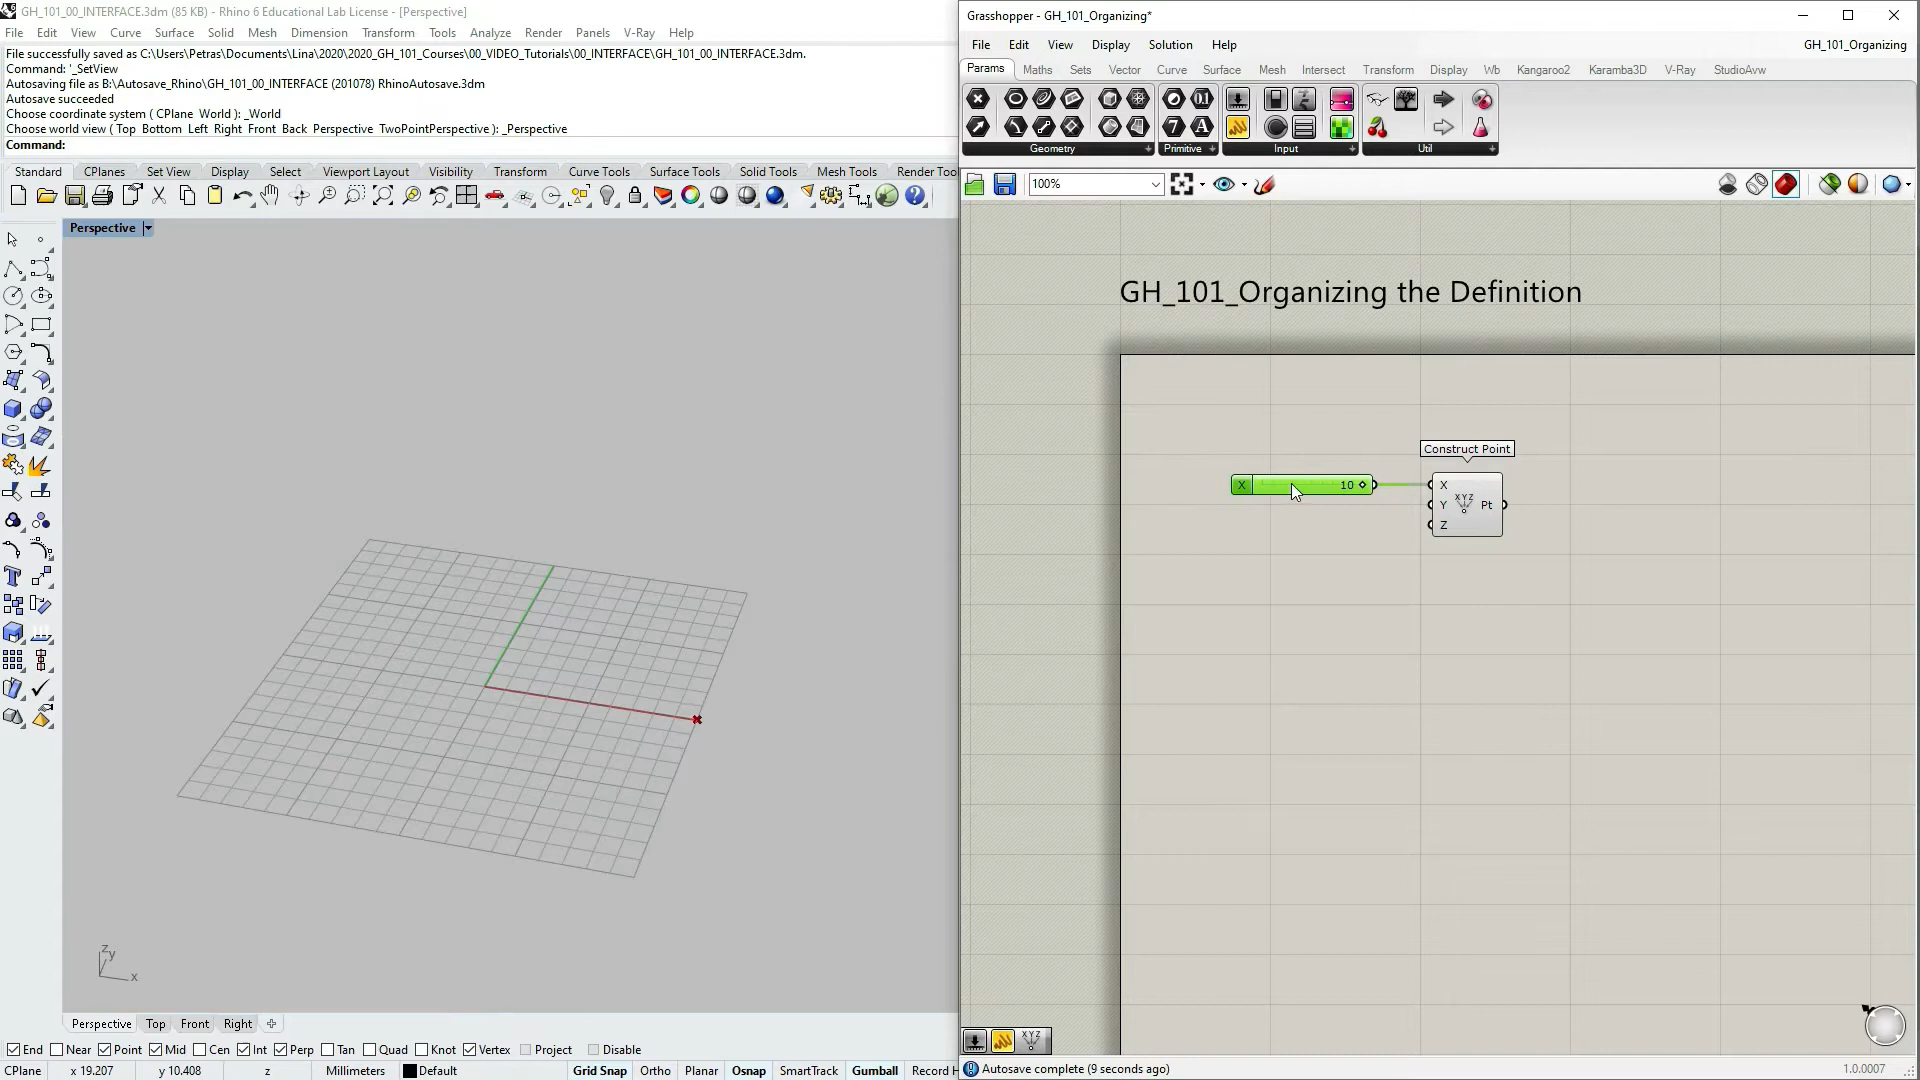 GH_101_00_INTERFACE.3dm (85 KB) - Rhino 6 Educational Lab License - [Perspective]
File Edit View Curve Surface Solid Mesh Dimension Transform Tools Analyze Render Panels V-Ray Help
File successfully saved as C:\Users\Petras\Documents\Lina\2020\2020_GH_101_Courses\00_VIDEO_Tutorials\00_INTERFACE\GH_101_00_INTERFACE.3dm.
Command: '_SetView
Autosaving file as B:\Autosave_Rhino\GH_101_00_INTERFACE (201078) RhinoAutosave.3dm
Autosave succeeded
Choose coordinate system ( CPlane World ): _World
Choose world view ( Top Bottom Left Right Front Back Perspective TwoPointPerspective ): _Perspective
Command:
Standard CPlanes Set View Display Select Viewport Layout Visibility Transform Curve Tools Surface Tools Solid Tools Mesh Tools Render Too
Perspective
z
y
x
Perspective Top Front Right
End Near Point Mid Cen Int Perp Tan Quad Knot Vertex Project Disable
CPlane x 19.207 y 10.408 z Millimeters Default Grid Snap Ortho Planar Osnap SmartTrack Gumball Record H
Grasshopper - GH_101_Organizing*
File Edit View Display Solution Help GH_101_Organizing
Params Maths Sets Vector Curve Surface Mesh Intersect Transform Display Wb Kangaroo2 Karamba3D V-Ray StudioAvw
0.1
7 A
Geometry Primitive Input Util
100%
GH_101_Organizing the Definition
Construct Point
X 10
X
Y XYZ Pt
Z
XYZ
Autosave complete (9 seconds ago) 1.0.0007